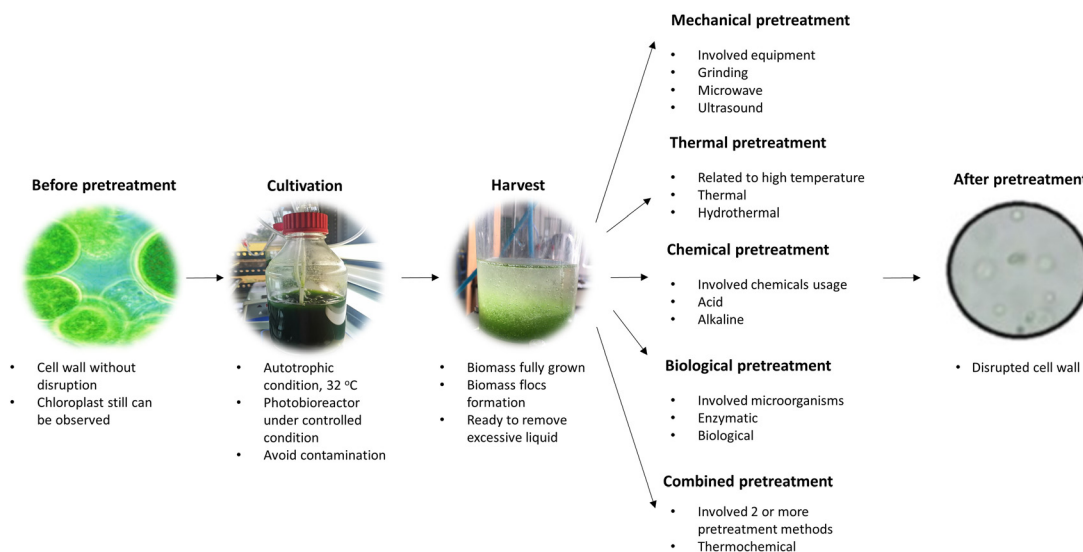 Before pretreatment
• Cell wall without
disruption
• Chloroplast still can
be observed
Cultivation
• Autotrophic
condition, 32 °C
• Photobioreactor
under controlled
condition
• Avoid contamination
Harvest
• Biomass fully grown
• Biomass flocs
formation
• Ready to remove
excessive liquid
Mechanical pretreatment
• Involved equipment
• Grinding
• Microwave
• Ultrasound
Thermal pretreatment
• Related to high temperature
• Thermal
• Hydrothermal
Chemical pretreatment
• Involved chemicals usage
• Acid
• Alkaline
Biological pretreatment
• Involved microorganisms
• Enzymatic
• Biological
Combined pretreatment
• Involved 2 or more
pretreatment methods
• Thermochemical
After pretreatment
• Disrupted cell wall